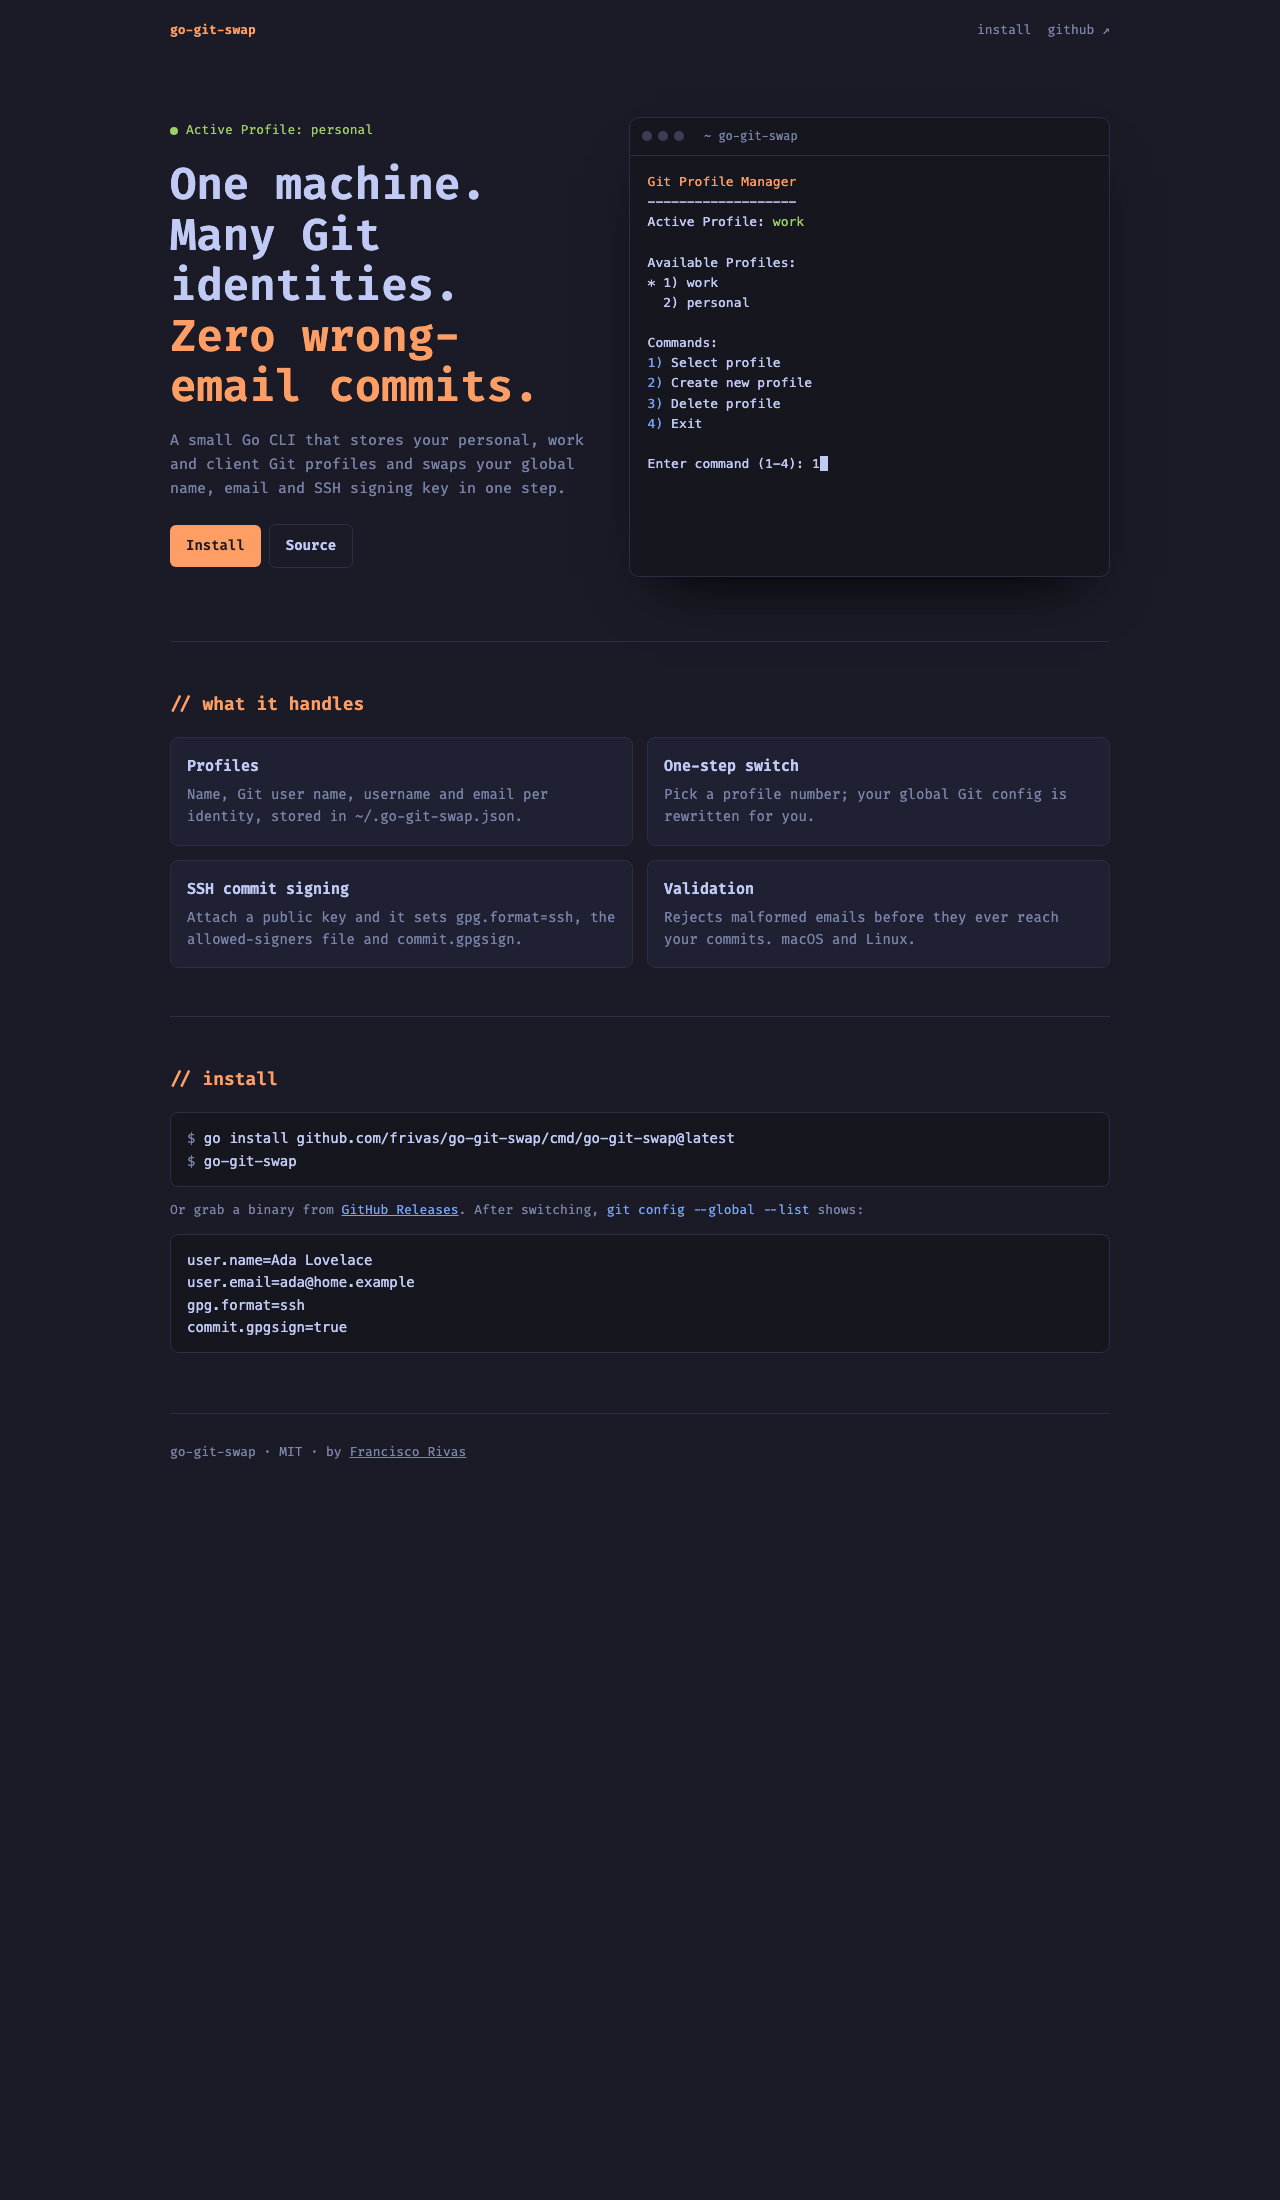 go-git-swap
install github ↗
Active Profile: personal
One machine.
Many Git
identities.
Zero wrong-
email commits.
A small Go CLI that stores your personal, work
and client Git profiles and swaps your global
name, email and SSH signing key in one step.
Install Source
~ go-git-swap
Git Profile Manager
-------------------
Active Profile: work
Available Profiles:
* 1) work
  2) personal
Commands:
1) Select profile
2) Create new profile
3) Delete profile
4) Exit
Enter command (1-4): 1
// what it handles
Profiles
Name, Git user name, username and email per
identity, stored in ~/.go-git-swap.json.
One-step switch
Pick a profile number; your global Git config is
rewritten for you.
SSH commit signing
Attach a public key and it sets gpg.format=ssh, the
allowed-signers file and commit.gpgsign.
Validation
Rejects malformed emails before they ever reach
your commits. macOS and Linux.
// install
$ go install github.com/frivas/go-git-swap/cmd/go-git-swap@latest
$ go-git-swap
Or grab a binary from GitHub Releases. After switching, git config --global --list shows:
user.name=Ada Lovelace
user.email=ada@home.example
gpg.format=ssh
commit.gpgsign=true
go-git-swap · MIT · by Francisco Rivas